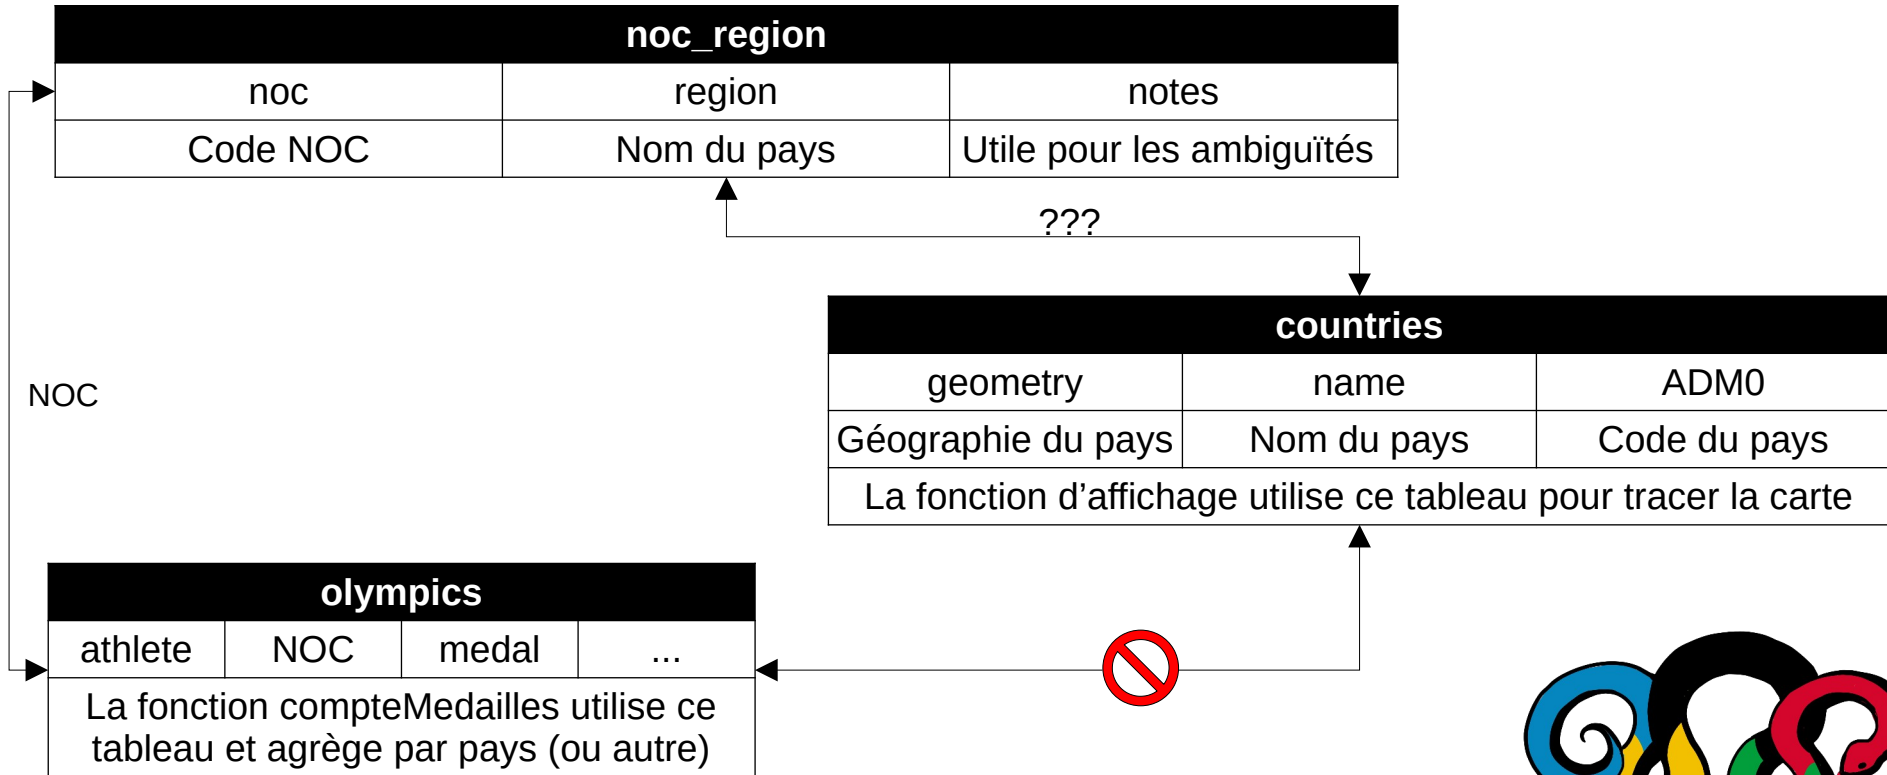 noc_region
noc region notes
Code NOC Nom du pays Utile pour les ambiguïtés
???
countries
geometry name ADM0
Géographie du pays Nom du pays Code du pays
La fonction d’affichage utilise ce tableau pour tracer la carte
NOC
olympics
athlete NOC medal ...
La fonction compteMedailles utilise ce
tableau et agrège par pays (ou autre)